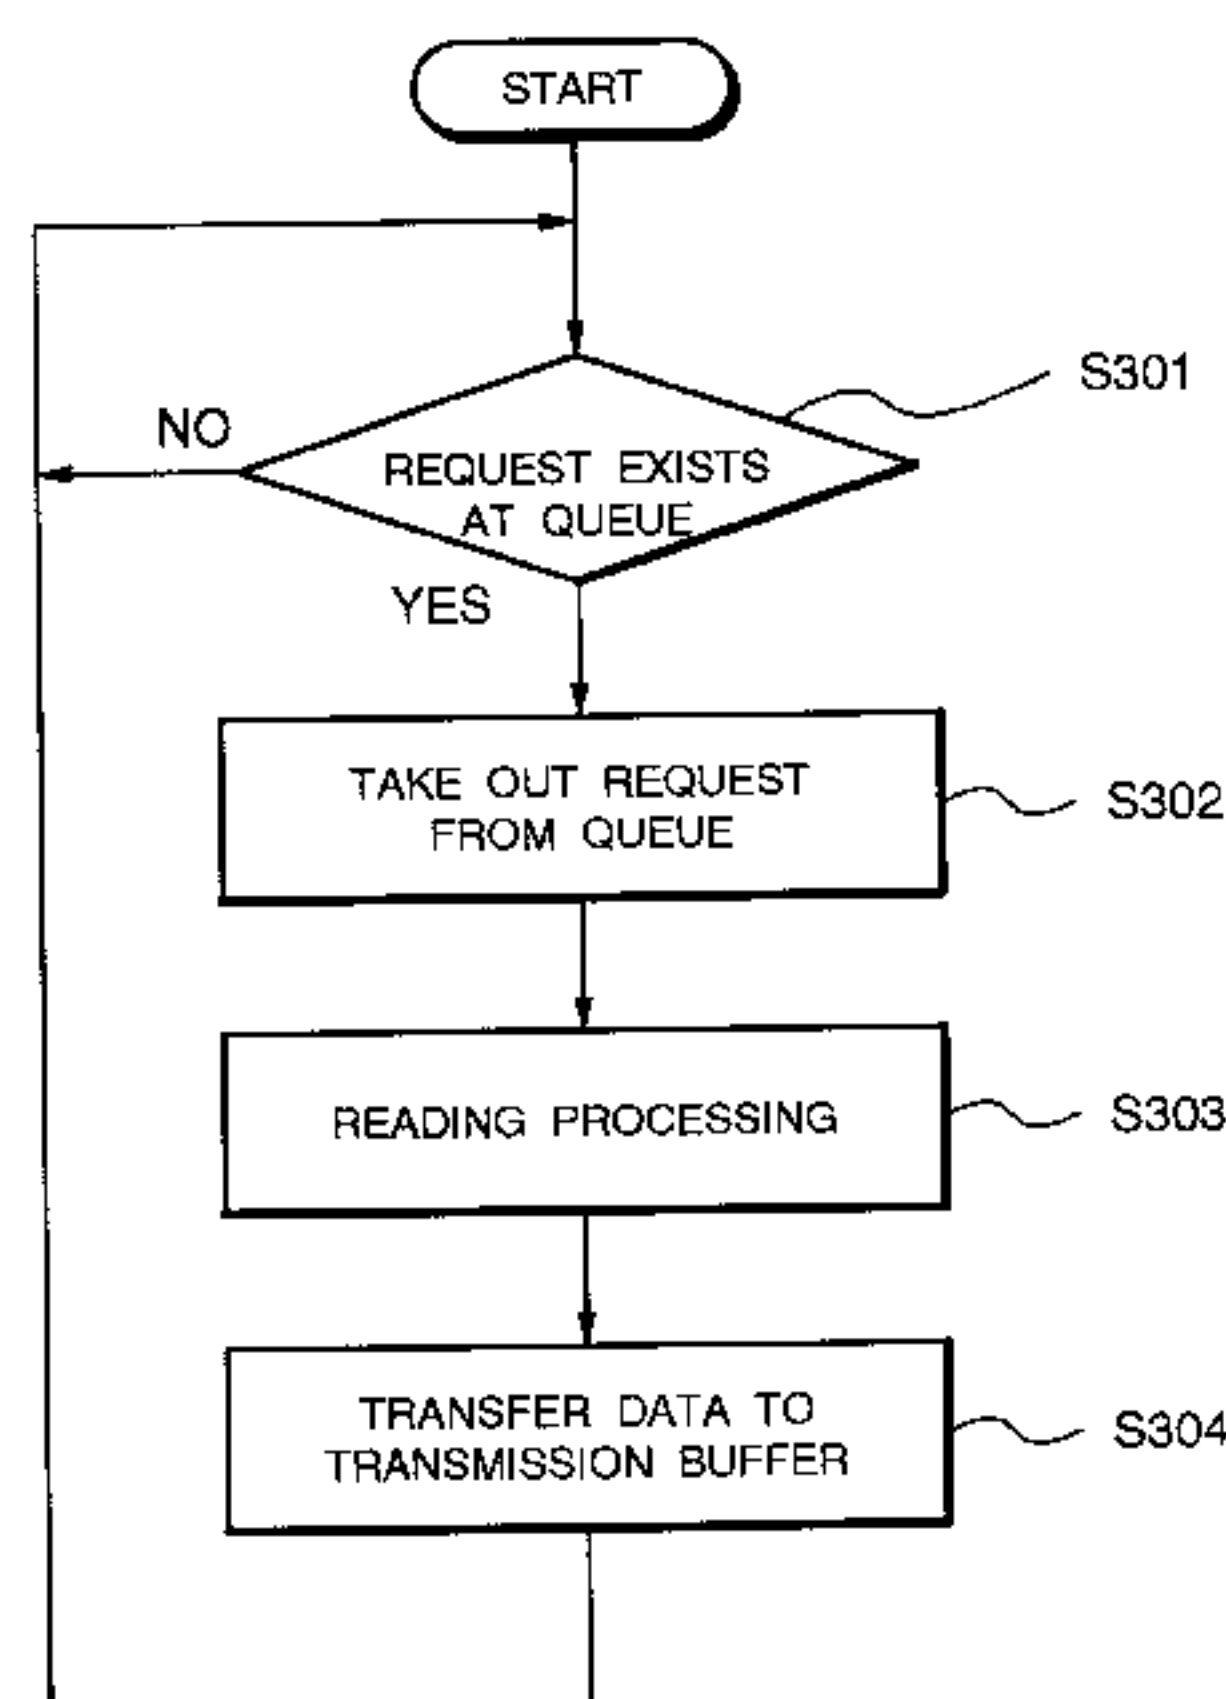 START
S301
NO
REQUEST EXISTS
AT QUEUE
YES
TAKE OUT REQUEST
FROM QUEUE
S302
READING PROCESSING
S303
TRANSFER DATA TO
TRANSMISSION BUFFER
S304